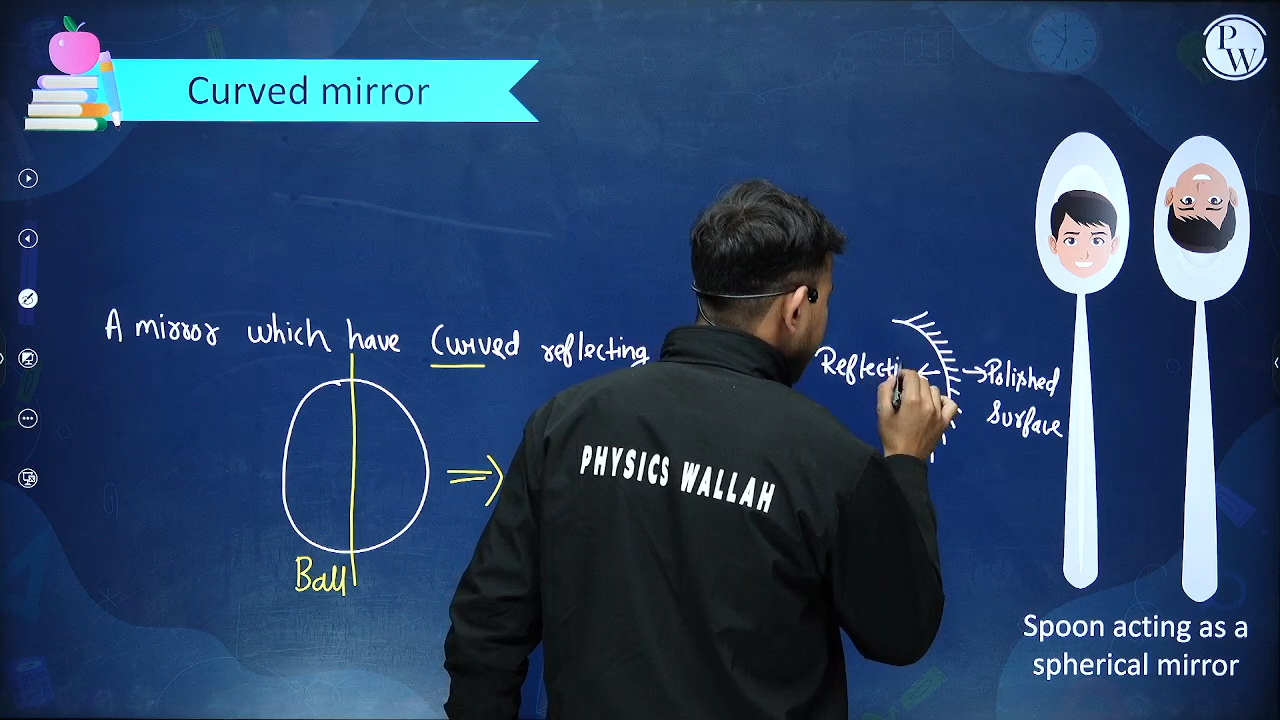 PW
Curved mirror
A mirror which have Curved reflecting
Reflecti
Polished
Surface
Ball
PHYSICS WALLAH
Spoon acting as a
spherical mirror